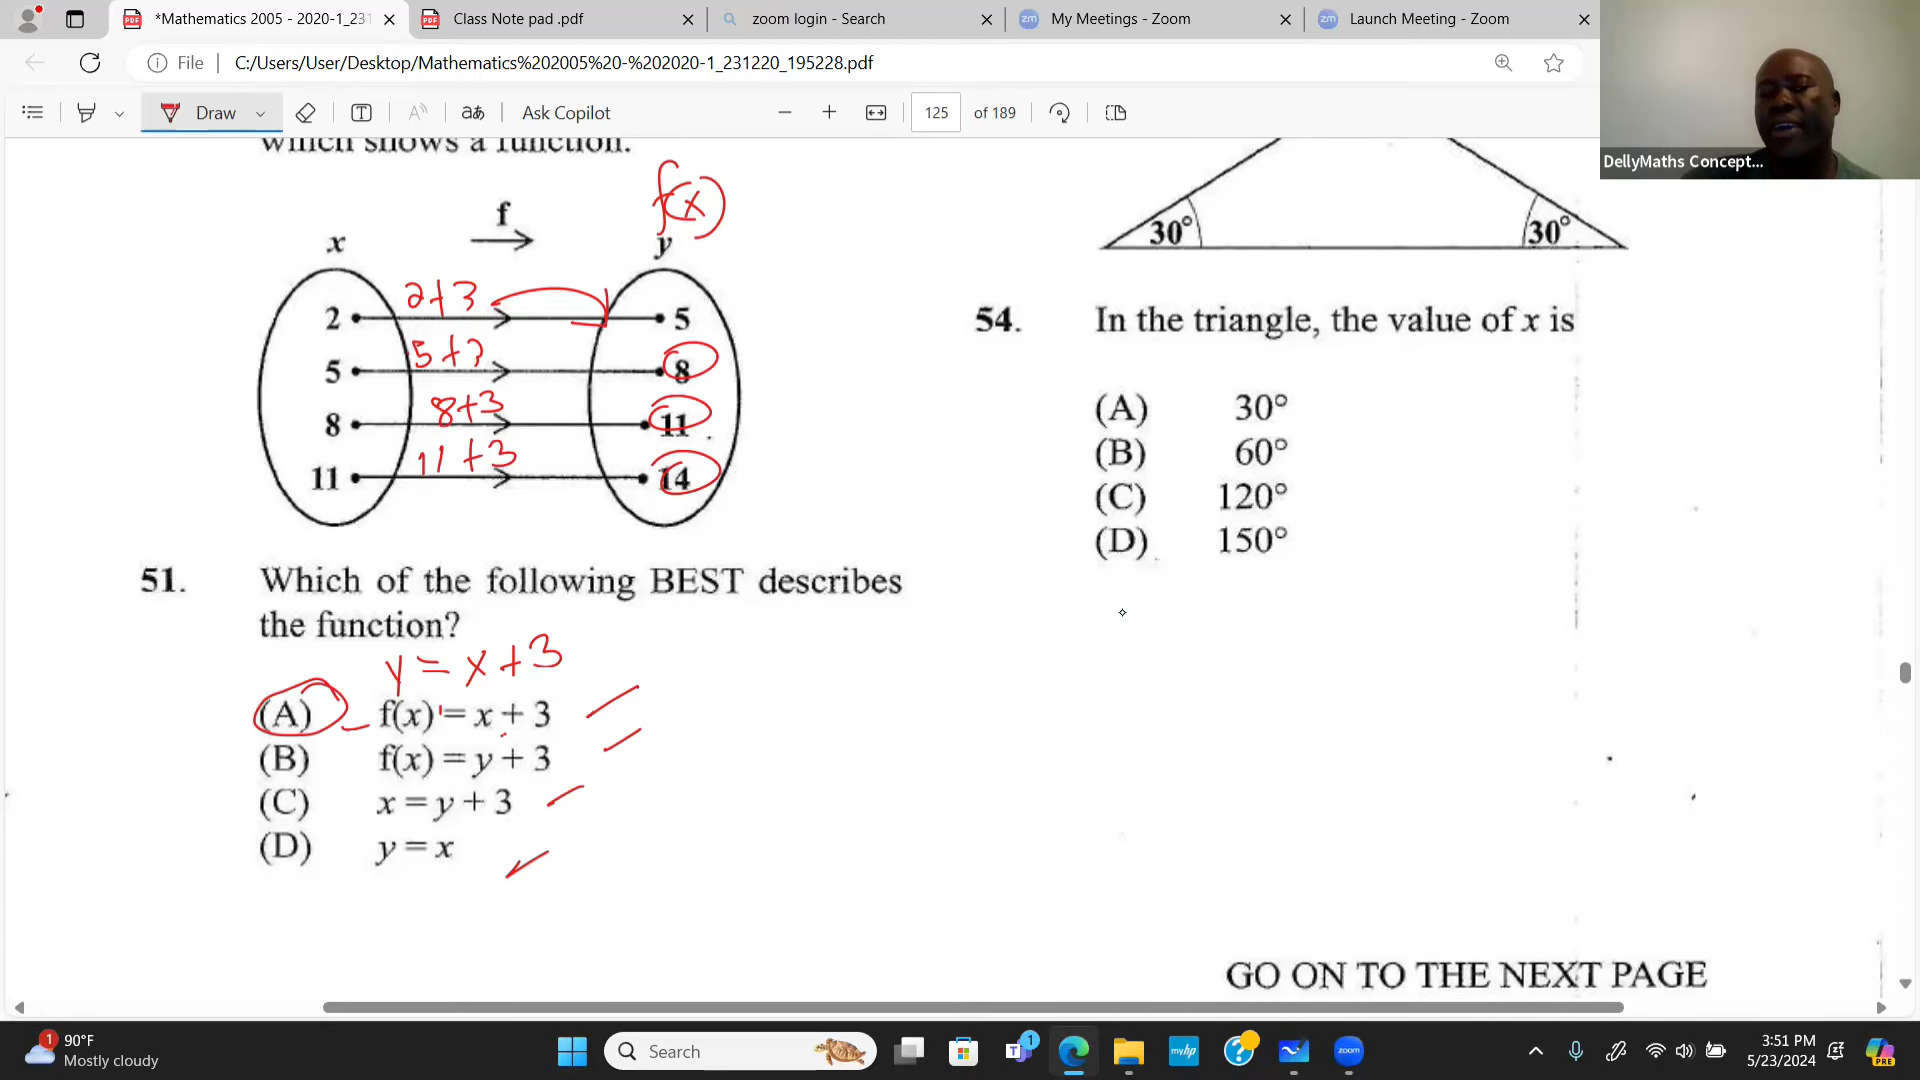 *Mathematics 2005 - 2020-1_231
Class Note pad .pdf
zoom login - Search
My Meetings - Zoom
Launch Meeting - Zoom
File
C:/Users/User/Desktop/Mathematics%202005%20-%202020-1_231220_195228.pdf
Draw
Ask Copilot
125
of 189
DellyMaths Concept...
which shows a function.
f(x)
f
x
y
2
2+3
5
5
5+3
8
8
8+3
11
11
11+3
14
51.
Which of the following BEST describes
the function?
y = x+3
(A) f(x) = x + 3
(B) f(x) = y + 3
(C) x = y + 3
(D) y = x
30°
30°
54.
In the triangle, the value of x is
(A) 30°
(B) 60°
(C) 120°
(D) 150°
GO ON TO THE NEXT PAGE
1
90°F
Mostly cloudy
Search
1
myhp
zoom
3:51 PM
5/23/2024
PRE